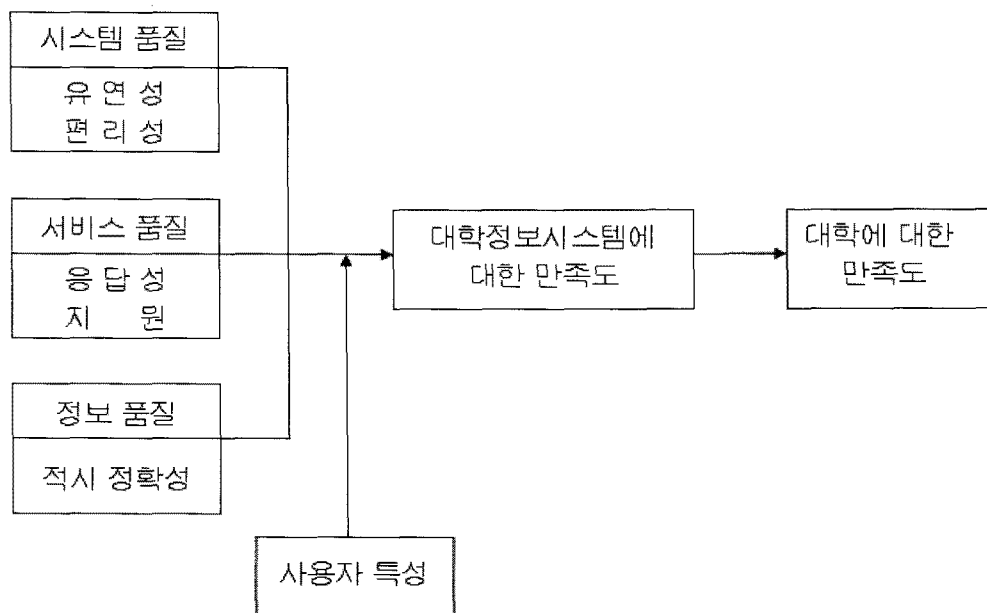 시스템 품질
유 연 성
편 리 성
서비스 품질
응 답 성
지 원
정보 품질
적시 정확성
대학정보시스템에
대한 만족도
대학에 대한
만족도
사용자 특성